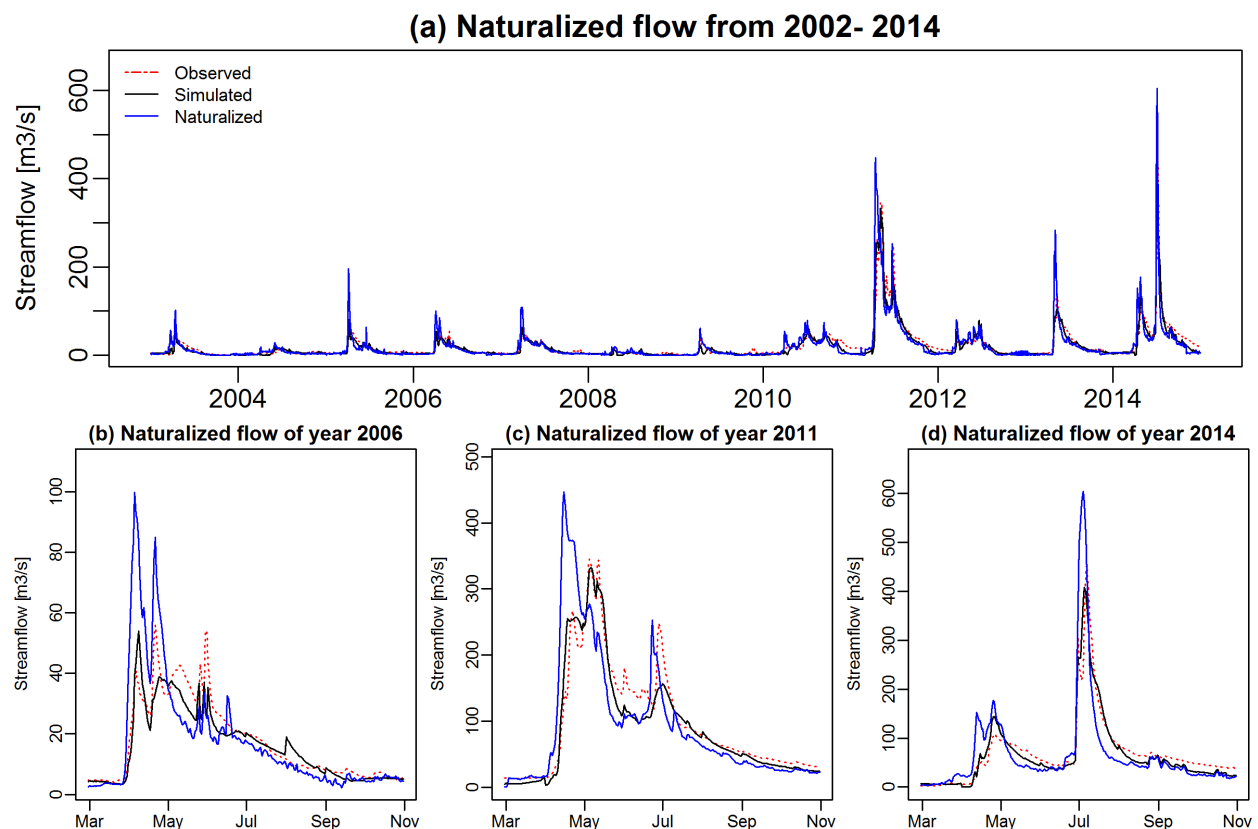 (a) Naturalized flow from 2002- 2014
Streamflow [m3/s]
0 200 400 600
Observed
Simulated
Naturalized
2004 2006 2008 2010 2012 2014
(b) Naturalized flow of year 2006
Streamflow [m3/s]
0 20 40 60 80 100
Mar May Jul Sep Nov
(c) Naturalized flow of year 2011
Streamflow [m3/s]
0 100 200 300 400 500
Mar May Jul Sep Nov
(d) Naturalized flow of year 2014
Streamflow [m3/s]
0 100 200 300 400 500 600
Mar May Jul Sep Nov